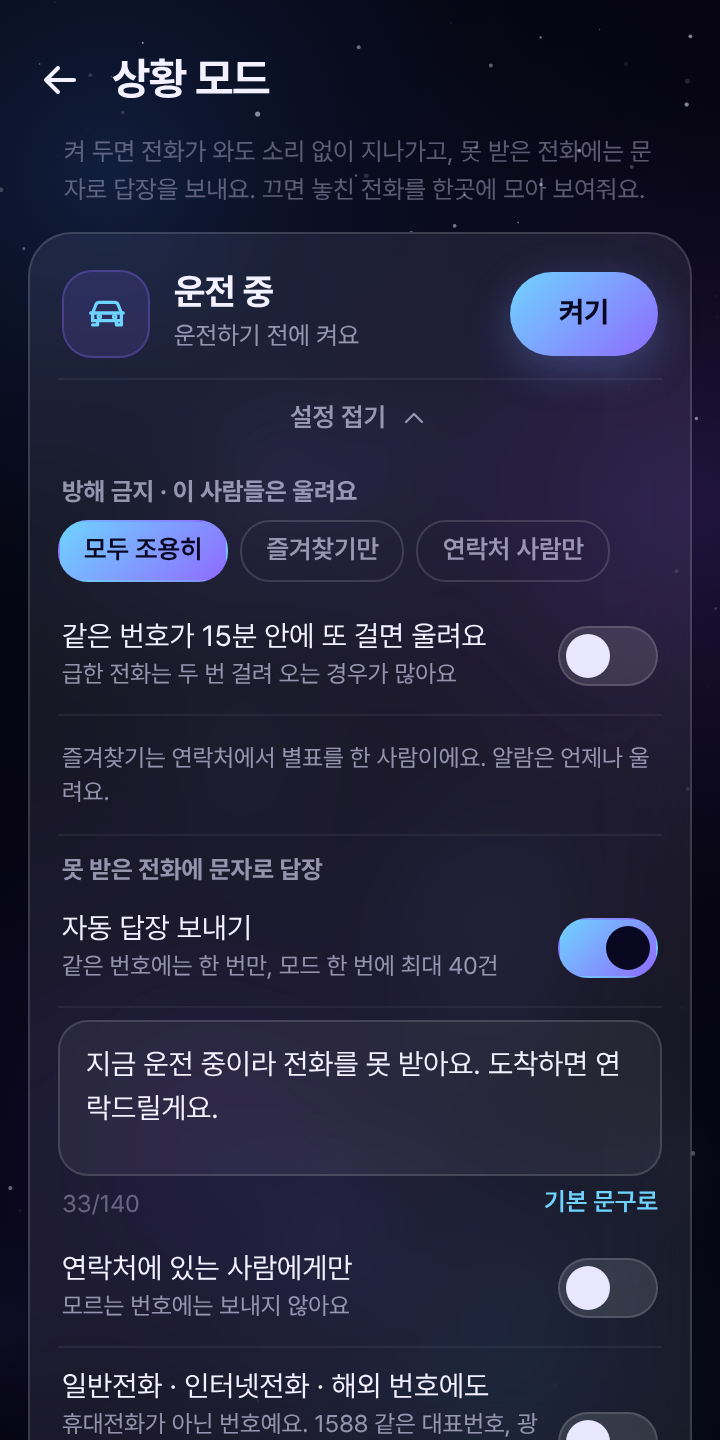 상황 모드
켜 두면 전화가 와도 소리 없이 지나가고, 못 받은 전화에는 문
자로 답장을 보내요. 끄면 놓친 전화를 한곳에 모아 보여줘요.
운전 중
운전하기 전에 켜요
켜기
설정 접기
방해 금지 · 이 사람들은 울려요
모두 조용히
즐겨찾기만
연락처 사람만
같은 번호가 15분 안에 또 걸면 울려요
급한 전화는 두 번 걸려 오는 경우가 많아요
즐겨찾기는 연락처에서 별표를 한 사람이에요. 알람은 언제나 울
려요.
못 받은 전화에 문자로 답장
자동 답장 보내기
같은 번호에는 한 번만, 모드 한 번에 최대 40건
지금 운전 중이라 전화를 못 받아요. 도착하면 연
락드릴게요.
33/140
기본 문구로
연락처에 있는 사람에게만
모르는 번호에는 보내지 않아요
일반전화 · 인터넷전화 · 해외 번호에도
휴대전화가 아닌 번호예요. 1588 같은 대표번호, 광